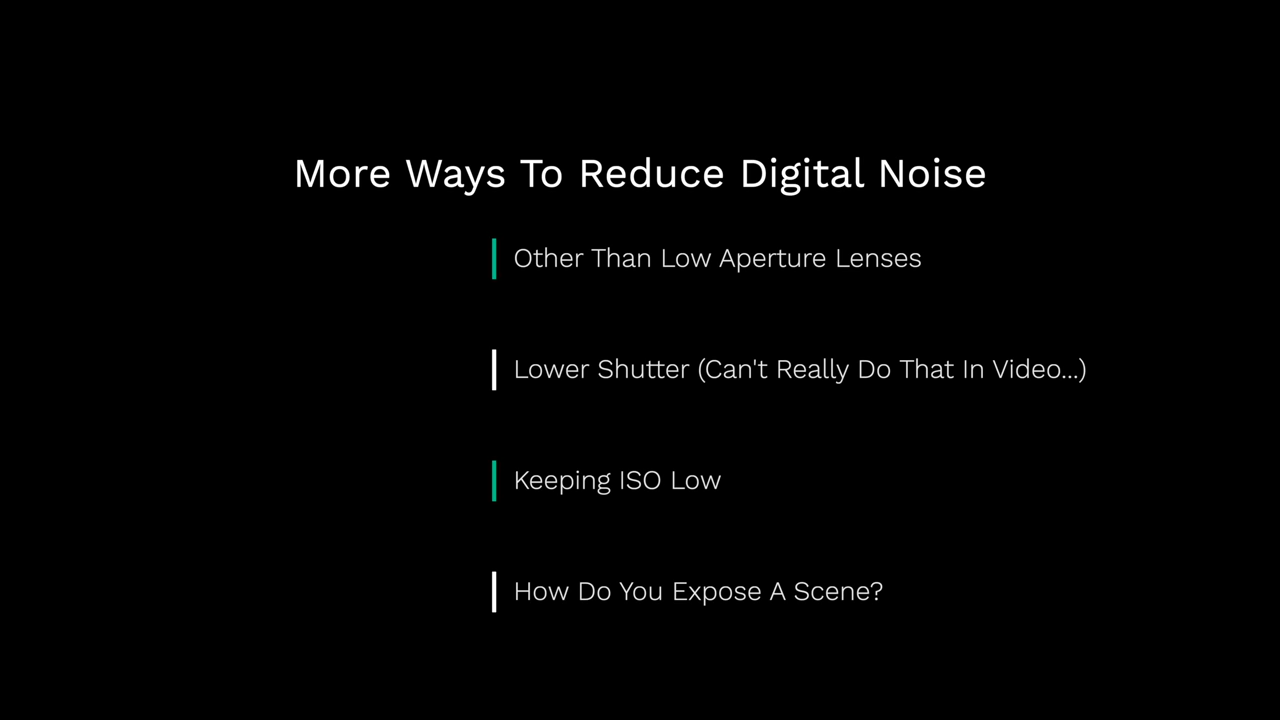 More Ways To Reduce Digital Noise
Other Than Low Aperture Lenses
Lower Shutter (Can't Really Do That In Video...)
Keeping ISO Low
How Do You Expose A Scene?